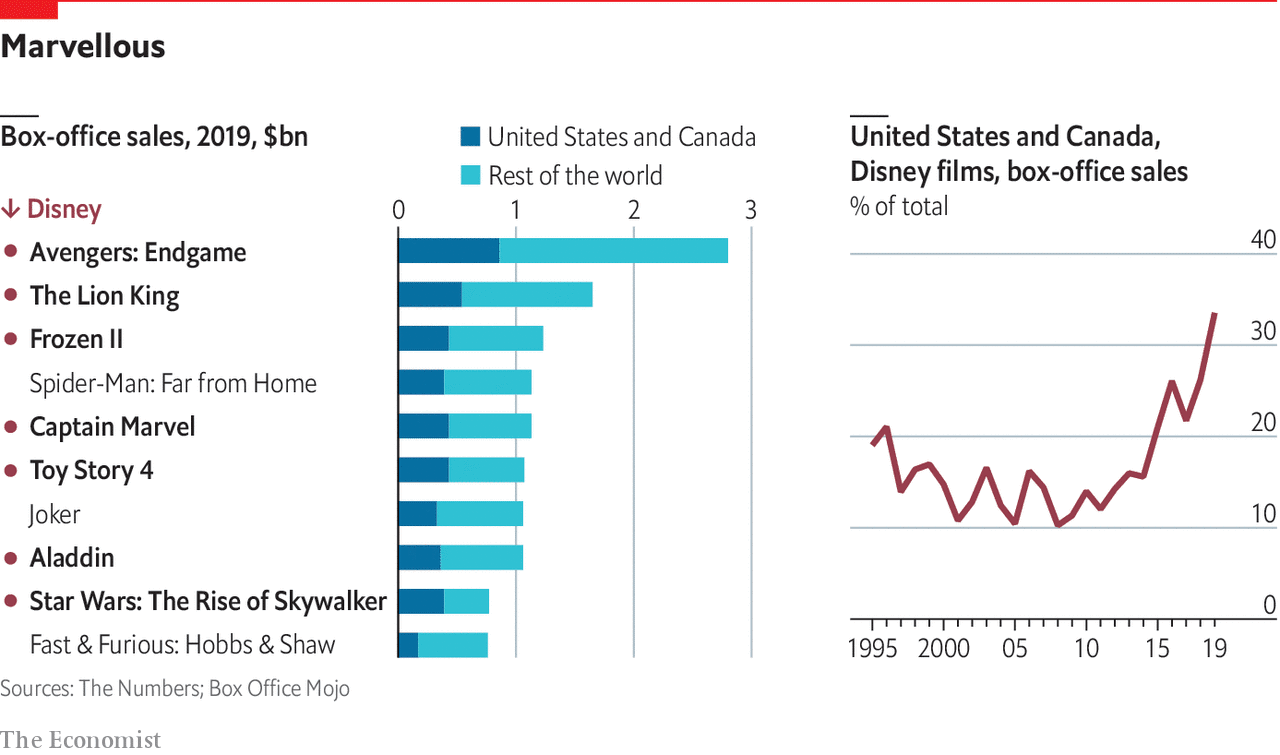 Marvellous
Box-office sales, 2019, $bn
United States and Canada
Rest of the world
↓ Disney
0 1 2 3
Avengers: Endgame
The Lion King
Frozen II
Spider-Man: Far from Home
Captain Marvel
Toy Story 4
Joker
Aladdin
Star Wars: The Rise of Skywalker
Fast & Furious: Hobbs & Shaw
United States and Canada,
Disney films, box-office sales
% of total
40
30
20
10
0
1995 2000 05 10 15 19
Sources: The Numbers; Box Office Mojo
The Economist